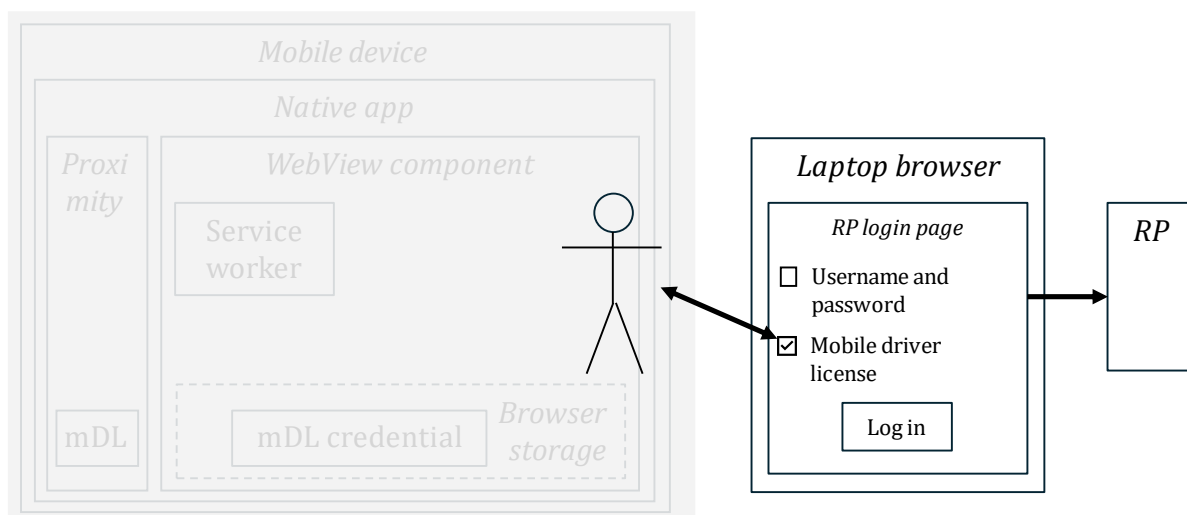 Mobile device
Native app
Proxi
mity
WebView component
Service
worker
mDL
mDL credential
Browser
storage
Laptop browser
RP login page
Username and
password
Mobile driver
license
Log in
RP